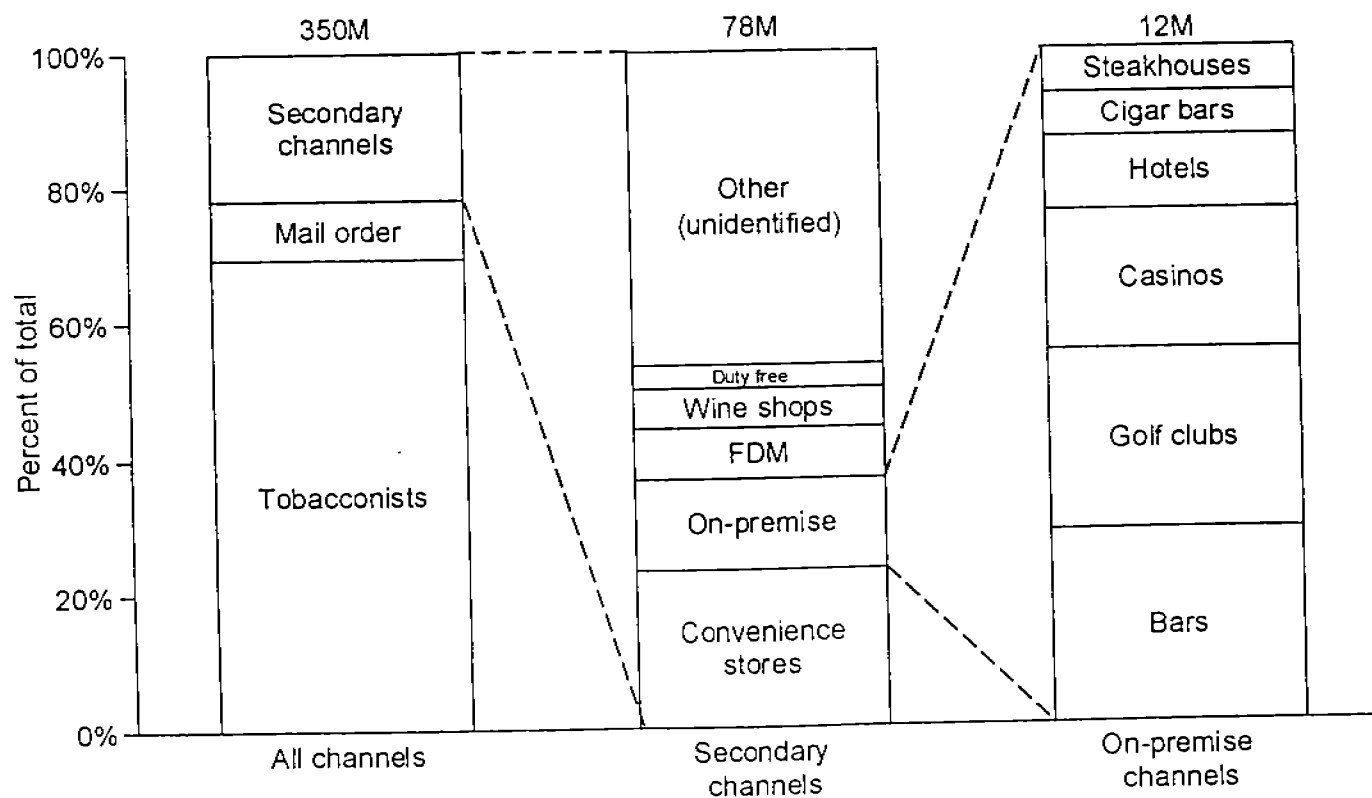 350M
78M
12M
Percent of total
100%
80%
60%
40%
20%
0%
Secondary
channels
Mail order
Tobacconists
Other
(unidentified)
Duty free
Wine shops
FDM
On-premise
Convenience
stores
Steakhouses
Cigar bars
Hotels
Casinos
Golf clubs
Bars
All channels
Secondary
channels
On-premise
channels